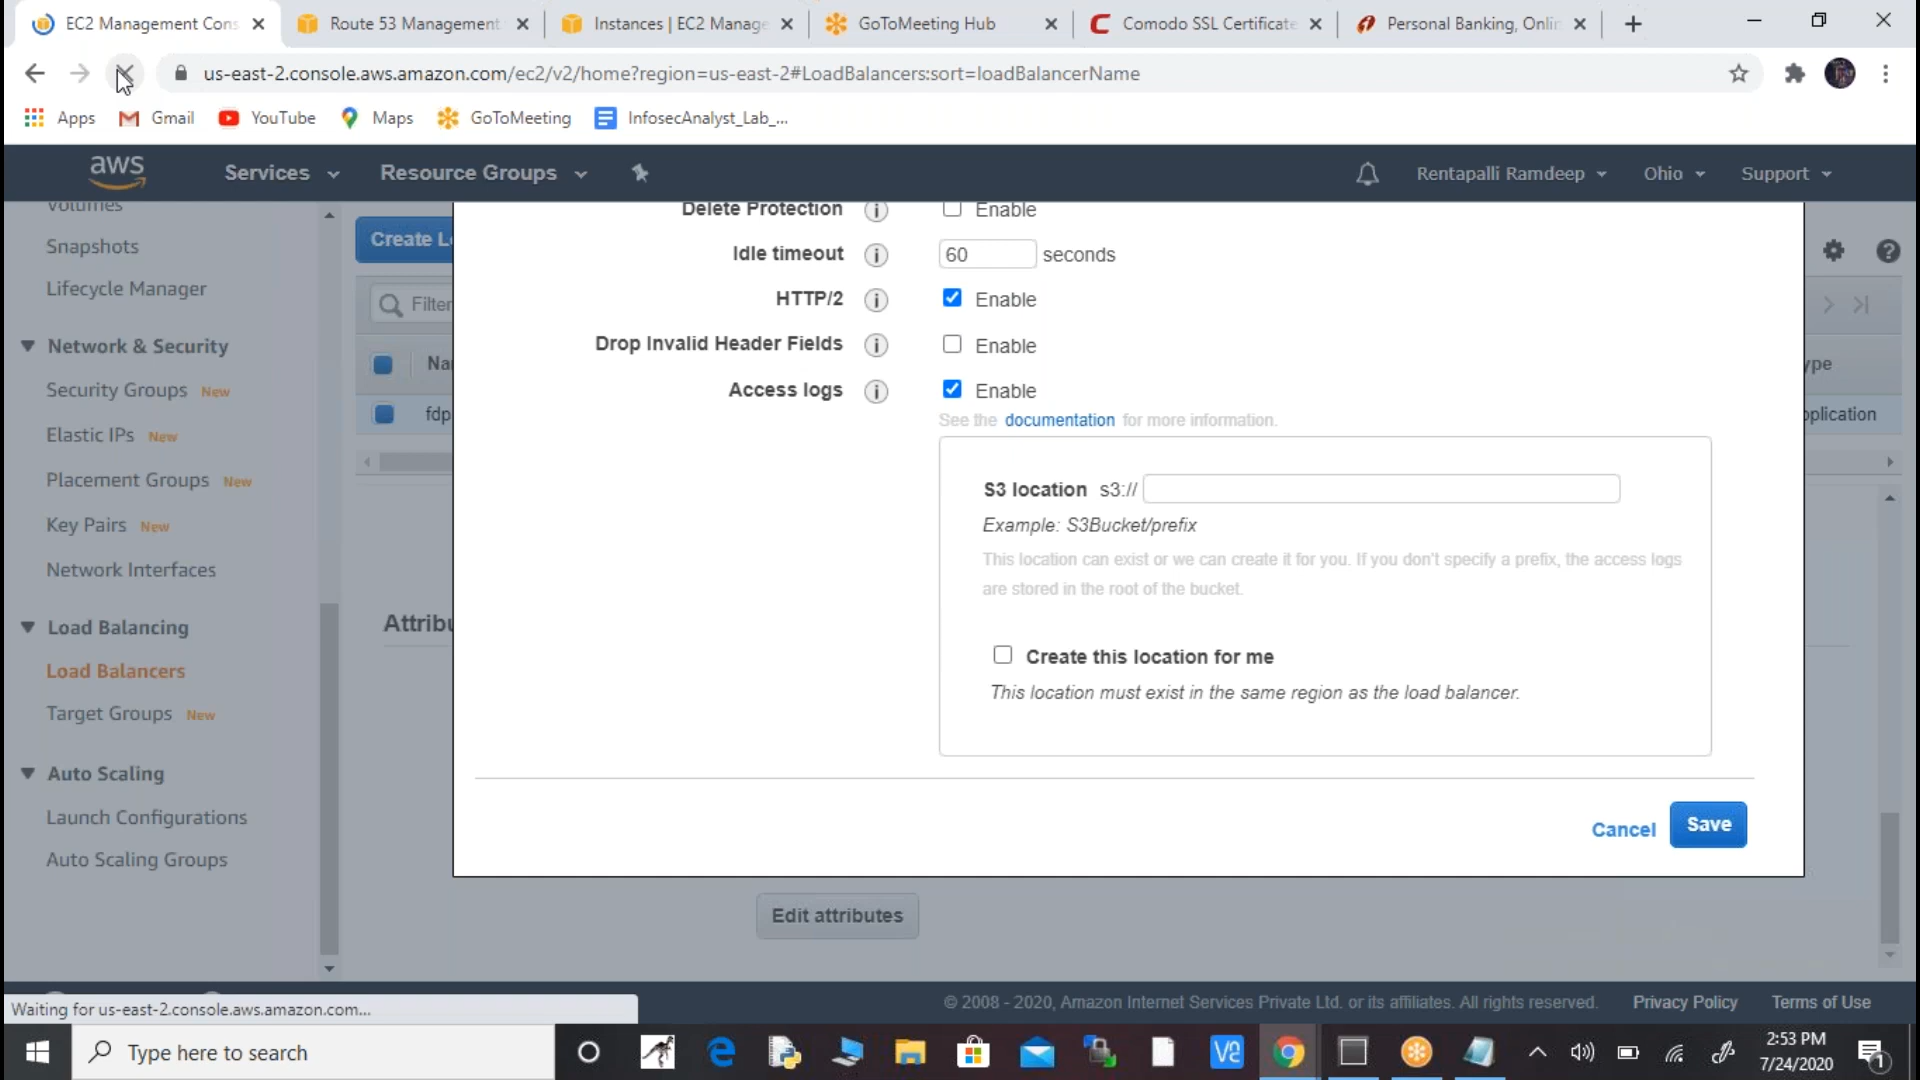 EC2 Management Cons
Route 53 Management
Instances | EC2 Manage
GoToMeeting Hub
Comodo SSL Certificate
Personal Banking, Onlin
us-east-2.console.aws.amazon.com/ec2/v2/home?region=us-east-2#LoadBalancers:sort=loadBalancerName
Apps
Gmail
YouTube
Maps
GoToMeeting
InfosecAnalyst_Lab_...
aws
Services
Resource Groups
Rentapalli Ramdeep
Ohio
Support
Volumes
Snapshots
Lifecycle Manager
Network & Security
Security Groups New
Elastic IPs New
Placement Groups New
Key Pairs New
Network Interfaces
Load Balancing
Load Balancers
Target Groups New
Auto Scaling
Launch Configurations
Auto Scaling Groups
Create L
Filter
Na
ype
fdp
pplication
Attribu
Delete Protection i Enable
Idle timeout i 60 seconds
HTTP/2 i Enable
Drop Invalid Header Fields i Enable
Access logs i Enable
See the documentation for more information.
S3 location s3://
Example: S3Bucket/prefix
This location can exist or we can create it for you. If you don't specify a prefix, the access logs
are stored in the root of the bucket.
Create this location for me
This location must exist in the same region as the load balancer.
Cancel
Save
Edit attributes
Waiting for us-east-2.console.aws.amazon.com...
© 2008 - 2020, Amazon Internet Services Private Ltd. or its affiliates. All rights reserved.
Privacy Policy
Terms of Use
Type here to search
2:53 PM
7/24/2020
1